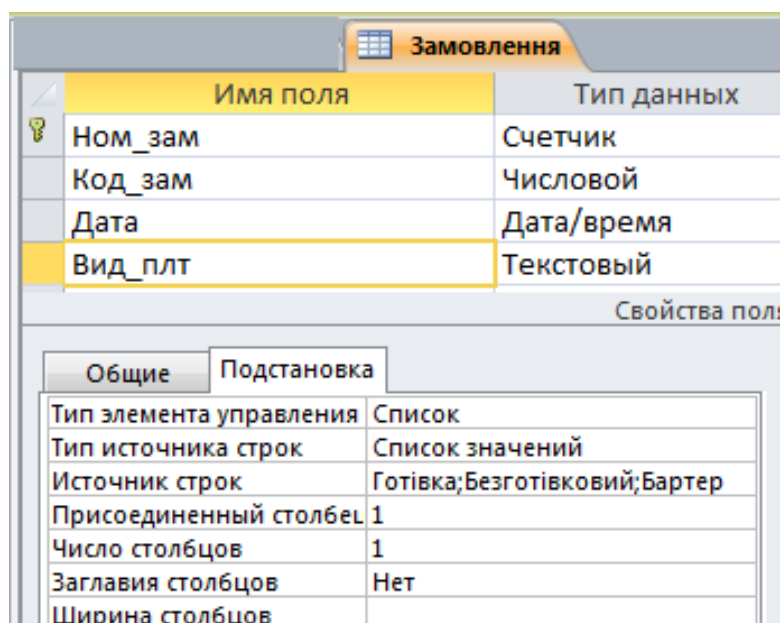 Замовлення
Имя поля Тип данных
Ном_зам Счетчик
Код_зам Числовой
Дата Дата/время
Вид_плт Текстовый
Свойства поля
Общие Подстановка
Тип элемента управления Список
Тип источника строк Список значений
Источник строк Готівка;Безготівковий;Бартер
Присоединенный столбец 1
Число столбцов 1
Заглавия столбцов Нет
Ширина столбцов